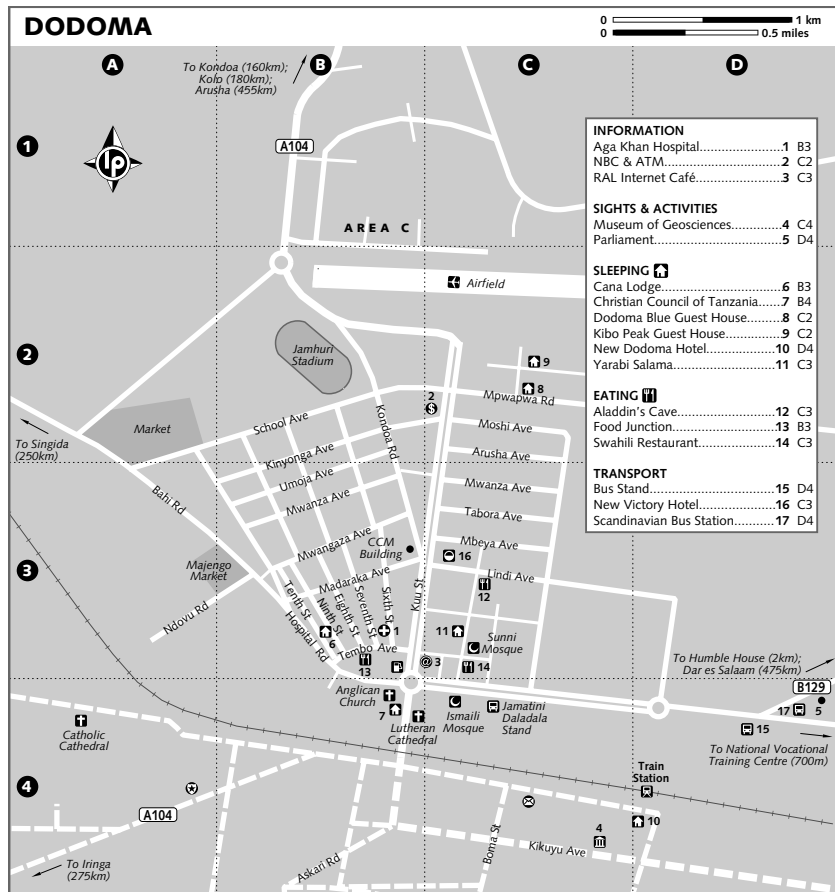 DODOMA
0 1 km
0 0.5 miles
A
B
C
D
To Kondoa (160km);
Kolo (180km);
Arusha (455km)
1
lp
A104
AREA C
Airfield
INFORMATION
Aga Khan Hospital....................1 B3
NBC & ATM..............................2 C2
RAL Internet Café.....................3 C3
SIGHTS & ACTIVITIES
Museum of Geosciences.............4 C4
Parliament.................................5 D4
SLEEPING
Cana Lodge...............................6 B3
Christian Council of Tanzania......7 B4
Dodoma Blue Guest House.........8 C2
Kibo Peak Guest House..............9 C2
New Dodoma Hotel.................10 D4
Yarabi Salama..........................11 C3
EATING
Aladdin's Cave.........................12 C3
Food Junction..........................13 B3
Swahili Restaurant...................14 C3
TRANSPORT
Bus Stand................................15 D4
New Victory Hotel...................16 C3
Scandinavian Bus Station..........17 D4
2
Jamhuri
Stadium
9
8
2
$
Mpwapwa Rd
Market
School Ave
Kondoa Rd
Moshi Ave
To Singida
(250km)
Kinyonga Ave
Arusha Ave
Umoja Ave
Mwanza Ave
Bahi Rd
Mwanza Ave
Tabora Ave
Mwangaza Ave
CCM
Building
Mbeya Ave
16
3
Majengo
Market
Madaraka Ave
Kuu St
Lindi Ave
12
Ndovu Rd
Tenth St
Ninth St
Eighth St
Seventh St
Sixth St
Hospital Rd
6
1
11
Sunni
Mosque
Tembo Ave
13
@ 3
14
To Humble House (2km);
Dar es Salaam (475km)
B129
Anglican
Church
7
Lutheran
Cathedral
Ismaili
Mosque
Jamatini
Daladala
Stand
17
5
15
Catholic
Cathedral
To National Vocational
Training Centre (700m)
Train
Station
4
A104
10
4
Boma St
Kikuyu Ave
To Iringa
(275km)
Askari Rd